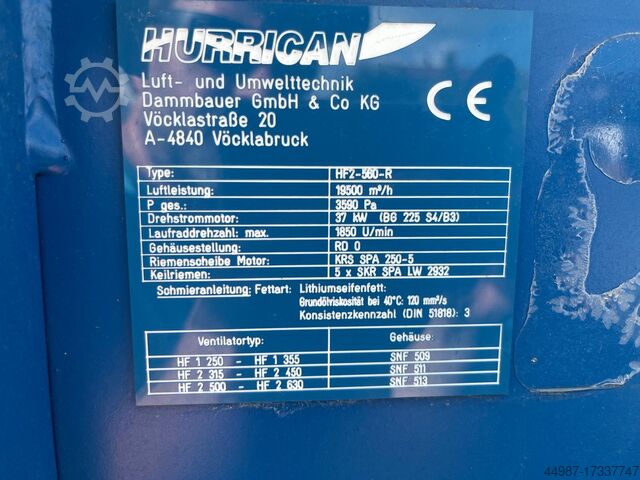 HURRICAN
Luft- und Umwelttechnik
Dammbauer GmbH & Co KG
Vöcklastraße 20
A-4840 Vöcklabruck
CE
Type: HF2-560-R
Luftleistung: 19500 m³/h
P ges.: 3590 Pa
Drehstrommotor: 37 kW (BG 225 S4/B3)
Laufraddrehzahl: max. 1850 U/min
Gehäusestellung: RD 0
Riemenscheibe Motor: KRS SPA 250-5
Keilriemen: 5 x SKR SPA LW 2932
Schmieranleitung: Fettart: Lithiumseifenfett:
Grundölviskosität bei 40°C: 120 mm²/s
Konsistenzkennzahl (DIN 51818): 3
Ventilatortyp: Gehäuse:
HF 1 250 - HF 1 355 SNF 509
HF 2 315 - HF 2 450 SNF 511
HF 2 500 - HF 2 630 SNF 513
44987-17337747